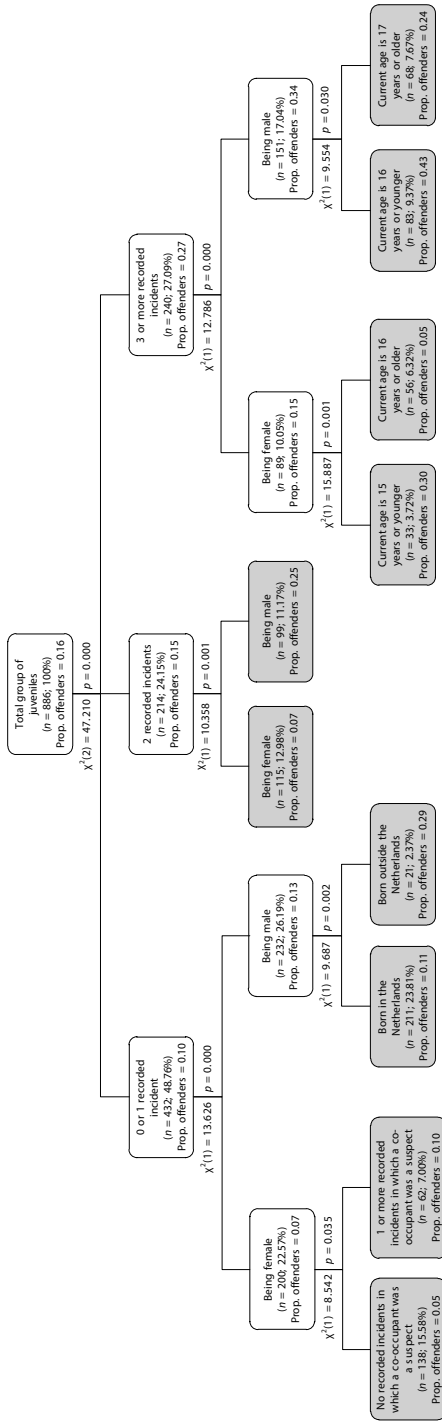 Total group of
juveniles
(n = 886; 100%)
Prop. offenders = 0.16
χ²(2) = 47.210 p = 0.000
0 or 1 recorded
incident
(n = 432; 48.76%)
Prop. offenders = 0.10
χ²(1) = 13.626 p = 0.000
2 recorded incidents
(n = 214; 24.15%)
Prop. offenders = 0.15
χ²(1) = 10.358 p = 0.001
3 or more recorded
incidents
(n = 240; 27.09%)
Prop. offenders = 0.27
χ²(1) = 12.786 p = 0.000
Being female
(n = 200; 22.57%)
Prop. offenders = 0.07
χ²(1) = 8.542 p = 0.035
Being male
(n = 232; 26.19%)
Prop. offenders = 0.13
χ²(1) = 9.687 p = 0.002
Being female
(n = 115; 12.98%)
Prop. offenders = 0.07
Being male
(n = 99; 11.17%)
Prop. offenders = 0.25
Being female
(n = 89; 10.05%)
Prop. offenders = 0.15
χ²(1) = 15.887 p = 0.001
Being male
(n = 151; 17.04%)
Prop. offenders = 0.34
χ²(1) = 9.554 p = 0.030
No recorded incidents in
which a co-occupant was
a suspect
(n = 138; 15.58%)
Prop. offenders = 0.05
1 or more recorded
incidents in which a co-
occupant was a suspect
(n = 62; 7.00%)
Prop. offenders = 0.10
Born in the
Netherlands
(n = 211; 23.81%)
Prop. offenders = 0.11
Born outside the
Netherlands
(n = 21; 2.37%)
Prop. offenders = 0.29
Current age is 15
years or younger
(n = 33; 3.72%)
Prop. offenders = 0.30
Current age is 16
years or older
(n = 56; 6.32%)
Prop. offenders = 0.05
Current age is 16
years or younger
(n = 83; 9.37%)
Prop. offenders = 0.43
Current age is 17
years or older
(n = 68; 7.67%)
Prop. offenders = 0.24